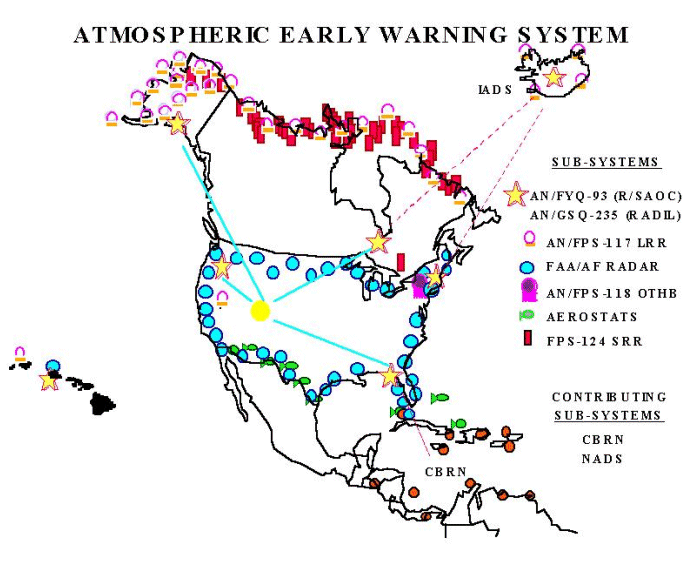 ATMOSPHERIC EARLY WARNING SYSTEM
IADS
SUB-SYSTEMS
AN/FYQ-93 (R/SAOC)
AN/GSQ-235 (RADIL)
AN/FPS-117 LRR
FAA/AF RADAR
AN/FPS-118 OTHB
AEROSTATS
FPS-124 SRR
CONTRIBUTING
SUB-SYSTEMS
CBRN
NADS
CBRN